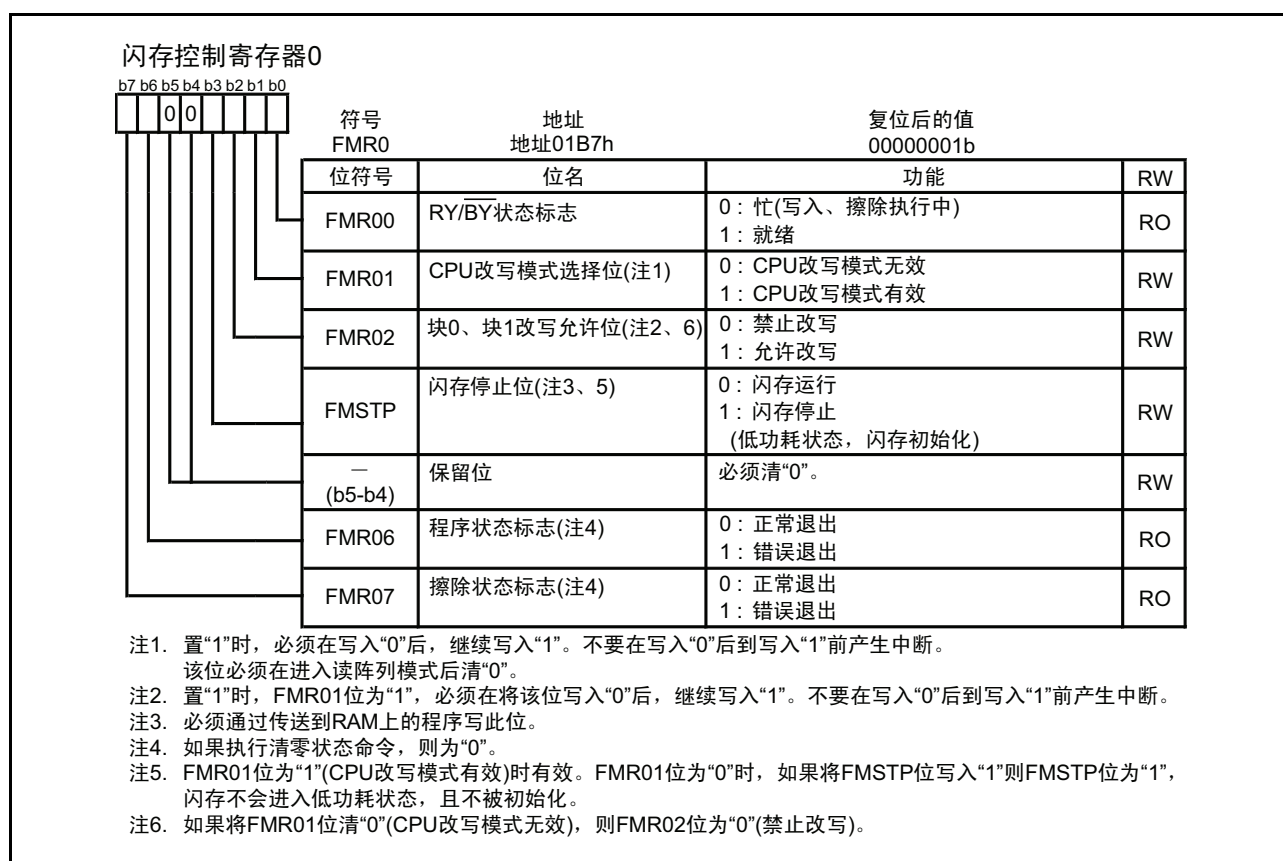 闪存控制寄存器0
b7 b6 b5 b4 b3 b2 b1 b0
0 0
符号 地址 复位后的值
FMR0 地址01B7h 00000001b
位符号 位名 功能 RW
FMR00 RY/BY状态标志 0：忙(写入、擦除执行中) RO
1：就绪
FMR01 CPU改写模式选择位(注1) 0：CPU改写模式无效 RW
1：CPU改写模式有效
FMR02 块0、块1改写允许位(注2、6) 0：禁止改写 RW
1：允许改写
FMSTP 闪存停止位(注3、5) 0：闪存运行 RW
1：闪存停止
(低功耗状态，闪存初始化)
— 保留位 必须清“0”。 RW
(b5-b4)
FMR06 程序状态标志(注4) 0：正常退出 RO
1：错误退出
FMR07 擦除状态标志(注4) 0：正常退出 RO
1：错误退出
注1. 置“1”时，必须在写入“0”后，继续写入“1”。不要在写入“0”后到写入“1”前产生中断。
该位必须在进入读阵列模式后清“0”。
注2. 置“1”时，FMR01位为“1”，必须在将该位写入“0”后，继续写入“1”。不要在写入“0”后到写入“1”前产生中断。
注3. 必须通过传送到RAM上的程序写此位。
注4. 如果执行清零状态命令，则为“0”。
注5. FMR01位为“1”(CPU改写模式有效)时有效。FMR01位为“0”时，如果将FMSTP位写入“1”则FMSTP位为“1”，
闪存不会进入低功耗状态，且不被初始化。
注6. 如果将FMR01位清“0”(CPU改写模式无效)，则FMR02位为“0”(禁止改写)。